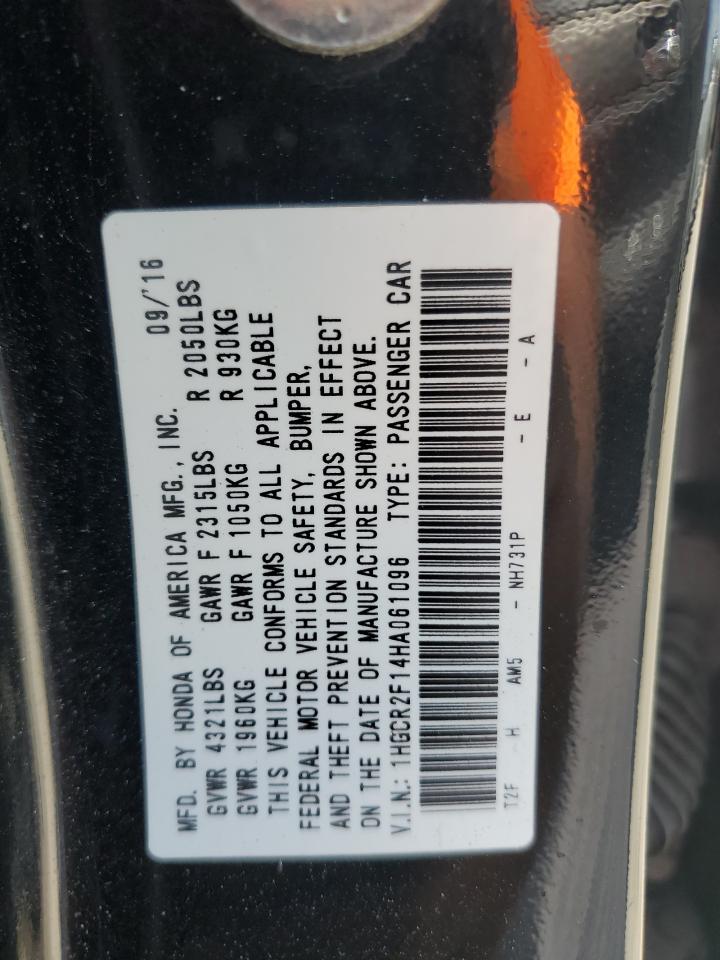 MFD. BY HONDA OF AMERICA MFG., INC. 09/'16
GVWR 4321LBS GAWR F 2315LBS R 2050LBS
GVWR 1960KG GAWR F 1050KG R 930KG
THIS VEHICLE CONFORMS TO ALL APPLICABLE
FEDERAL MOTOR VEHICLE SAFETY, BUMPER,
AND THEFT PREVENTION STANDARDS IN EFFECT
ON THE DATE OF MANUFACTURE SHOWN ABOVE.
V.I.N.: 1HGCR2F14HA061096 TYPE: PASSENGER CAR
T2F H AM5 - NH731P - E - A